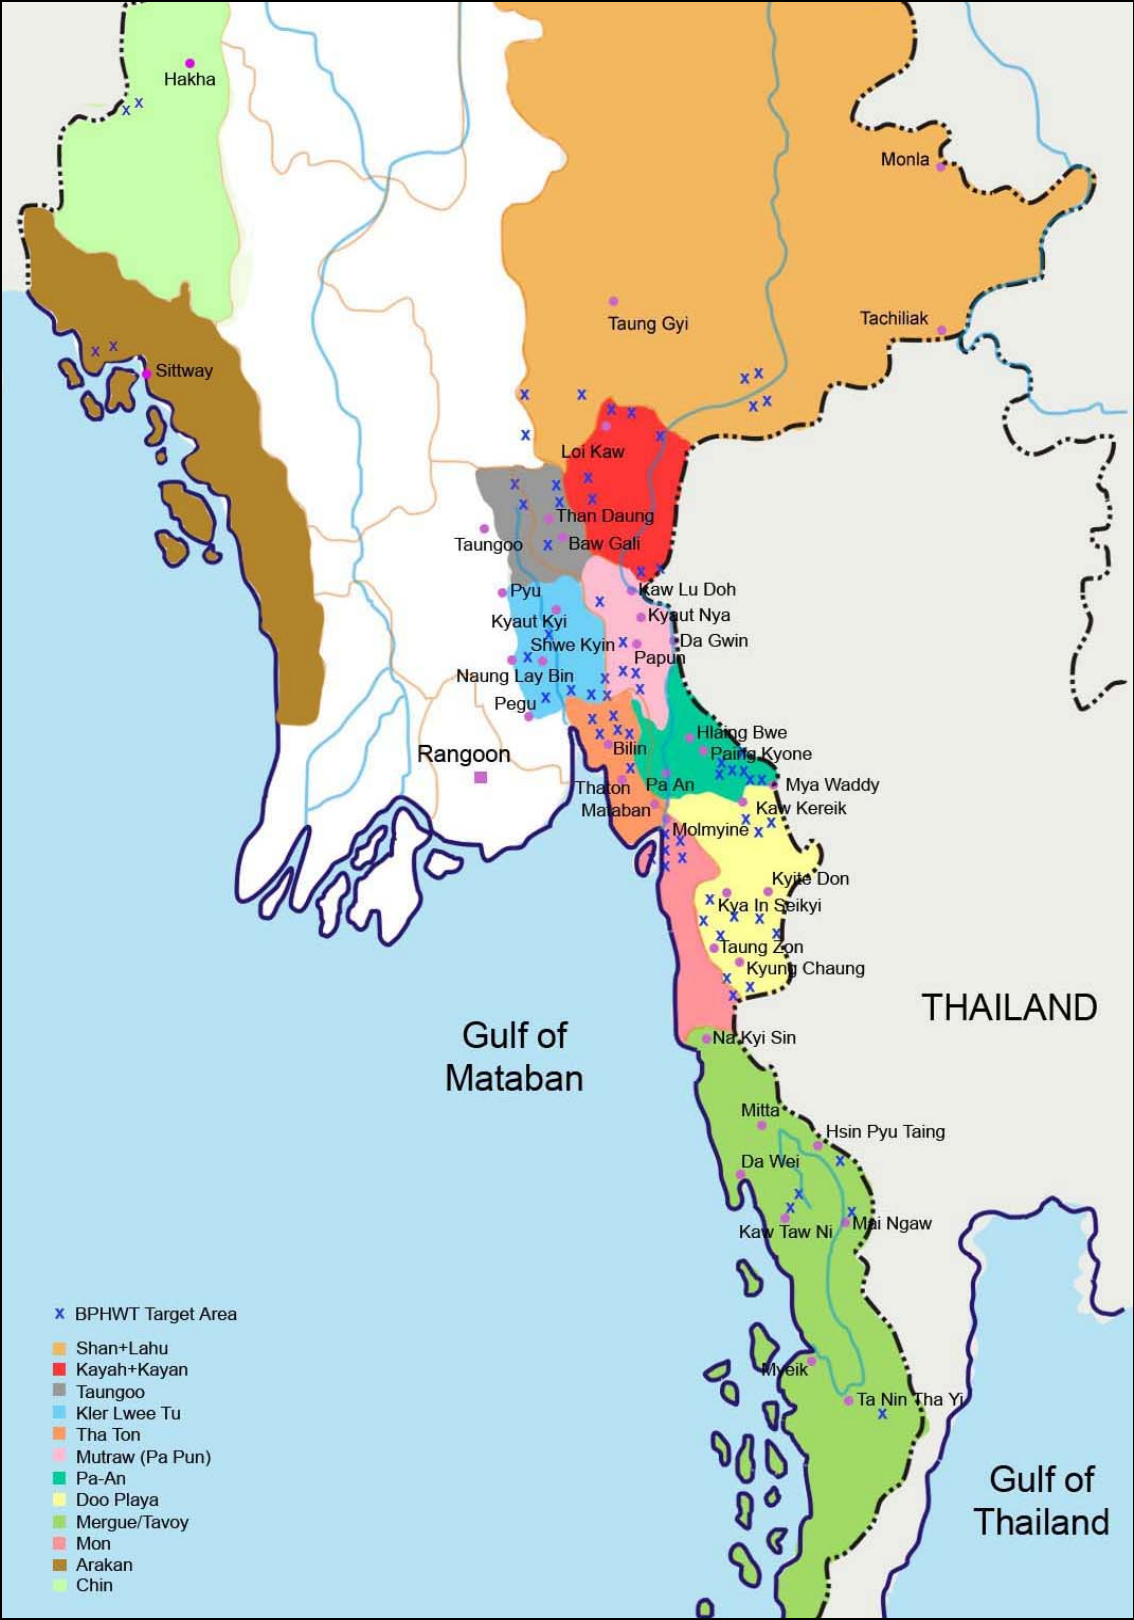 Hakha
Monla
Taung Gyi
Tachiliak
Sittway
Loi Kaw
Than Daung
Taungoo
Baw Gali
Pyu
Kaw Lu Doh
Kyaut Nya
Kyaut Kyi
Shwe Kyin
Da Gwin
Papun
Naung Lay Bin
Pegu
Hlaing Bwe
Rangoon
Bilin
Paing Kyone
Thaton
Pa An
Mya Waddy
Mataban
Kaw Kereik
Molmyine
Kyite Don
Kya In Seikyi
Taung Zon
Kyung Chaung
THAILAND
Gulf of
Mataban
Na Kyi Sin
Mitta
Hsin Pyu Taing
Da Wei
Kaw Taw Ni
Mai Ngaw
Myeik
Ta Nin Tha Yi
Gulf of
Thailand
x BPHWT Target Area
Shan+Lahu
Kayah+Kayan
Taungoo
Kler Lwee Tu
Tha Ton
Mutraw (Pa Pun)
Pa-An
Doo Playa
Mergue/Tavoy
Mon
Arakan
Chin